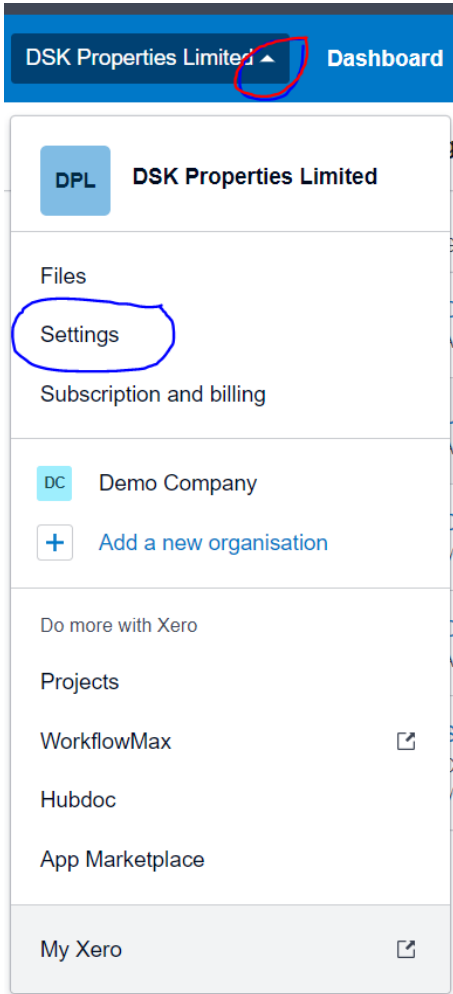 DSK Properties Limited Dashboard
DPL DSK Properties Limited
Files
Settings
Subscription and billing
DC Demo Company
+ Add a new organisation
Do more with Xero
Projects
WorkflowMax
Hubdoc
App Marketplace
My Xero